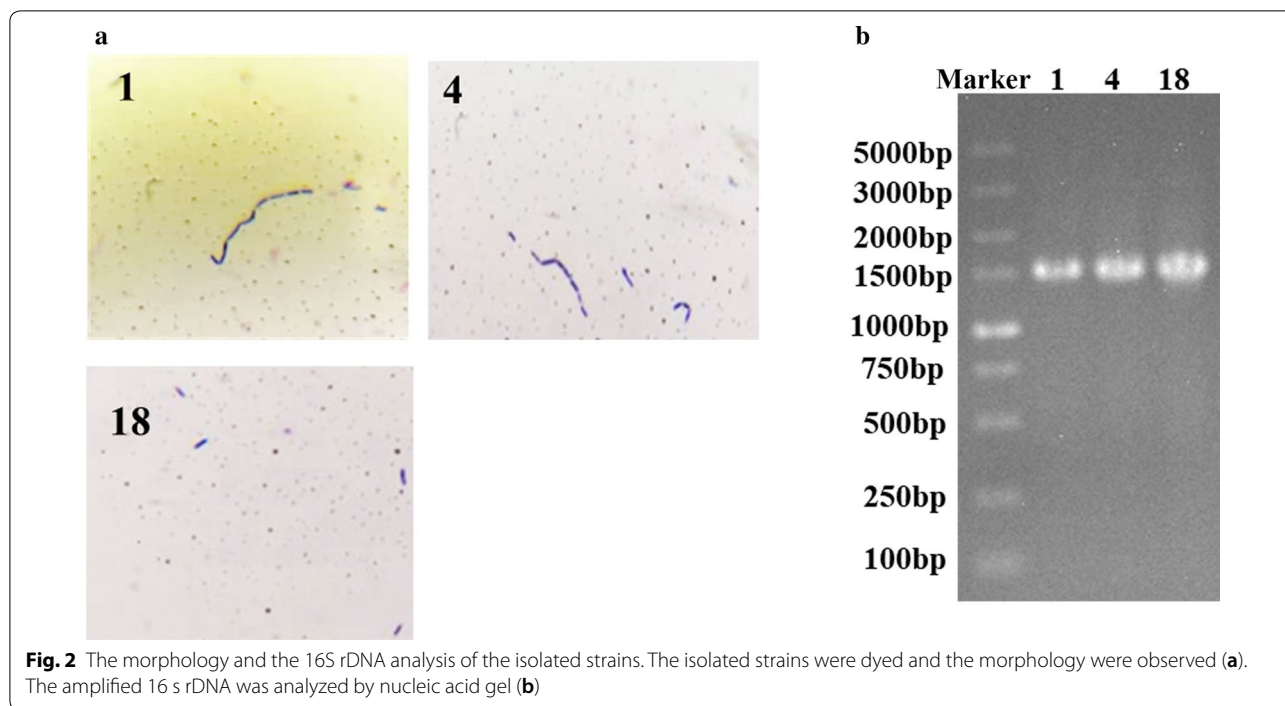 a
b
1
4
Marker 1 4 18
5000bp
3000bp
2000bp
1500bp
1000bp
750bp
500bp
250bp
100bp
18
Fig. 2 The morphology and the 16S rDNA analysis of the isolated strains. The isolated strains were dyed and the morphology were observed (a).
The amplified 16 s rDNA was analyzed by nucleic acid gel (b)